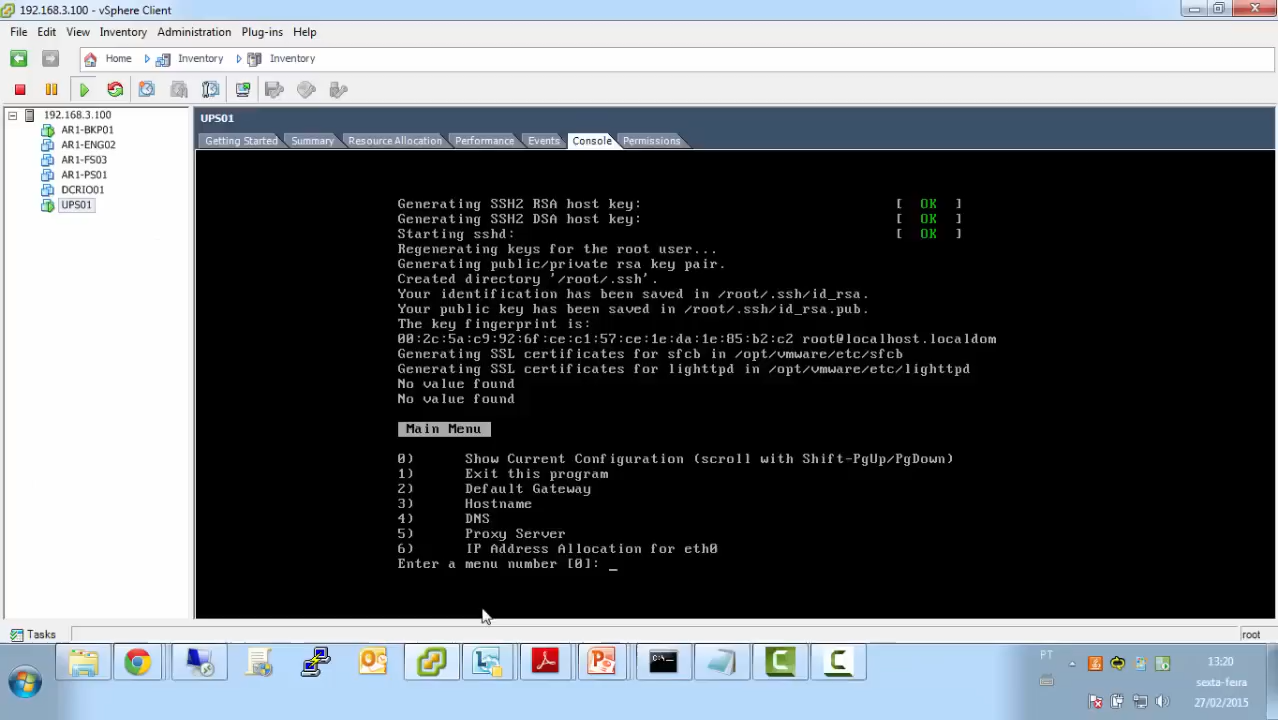 192.168.3.100 - vSphere Client
File Edit View Inventory Administration Plug-ins Help
Home Inventory Inventory
192.168.3.100
AR1-BKP01
AR1-ENG02
AR1-FS03
AR1-PS01
DCRIO01
UPS01
UPS01
Getting Started Summary Resource Allocation Performance Events Console Permissions
Generating SSH2 RSA host key: [ OK ]
Generating SSH2 DSA host key: [ OK ]
Starting sshd: [ OK ]
Regenerating keys for the root user...
Generating public/private rsa key pair.
Created directory '/root/.ssh'.
Your identification has been saved in /root/.ssh/id_rsa.
Your public key has been saved in /root/.ssh/id_rsa.pub.
The key fingerprint is:
00:2c:5a:c9:92:6f:ce:c1:57:ce:1e:da:1e:85:b2:c2 root@localhost.localdom
Generating SSL certificates for sfcb in /opt/vmware/etc/sfcb
Generating SSL certificates for lighttpd in /opt/vmware/etc/lighttpd
No value found
No value found
Main Menu
0) Show Current Configuration (scroll with Shift-PgUp/PgDown)
1) Exit this program
2) Default Gateway
3) Hostname
4) DNS
5) Proxy Server
6) IP Address Allocation for eth0
Enter a menu number [0]: _
Tasks root
PT
13:20
sexta-feira
27/02/2015